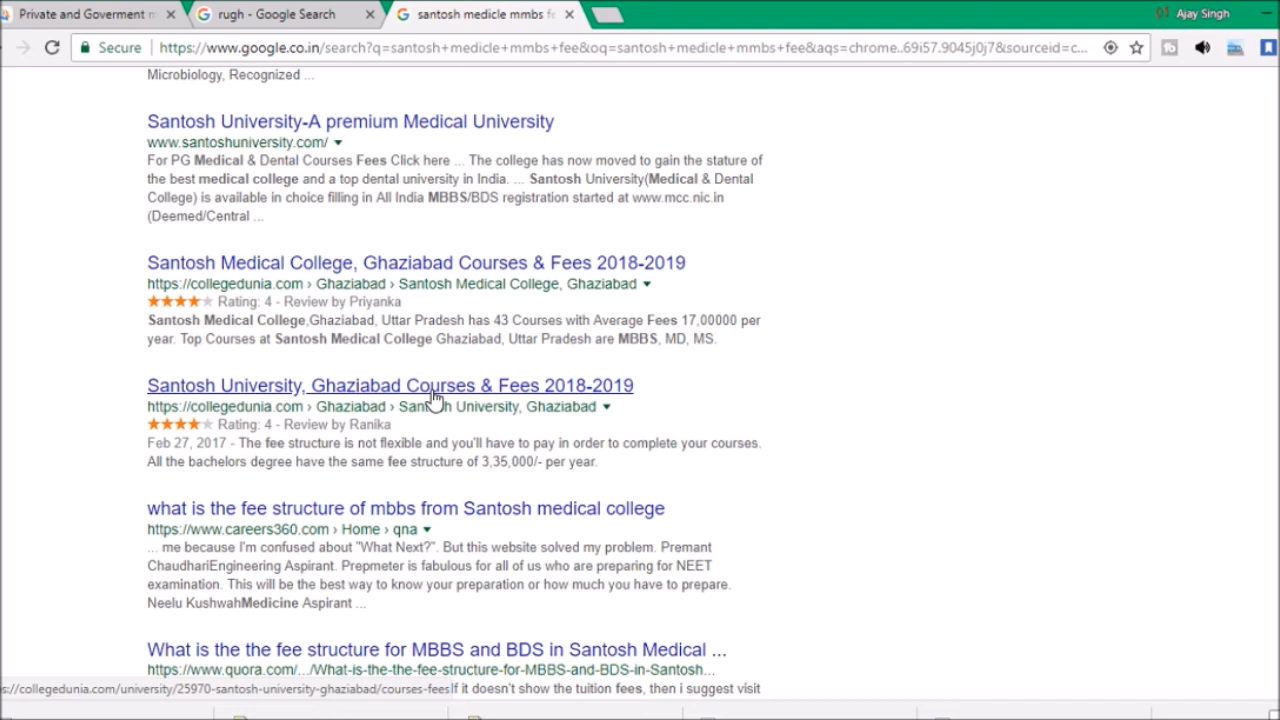 Private and Goverment m
rugh - Google Search
santosh medicle mmbs fe
Ajay Singh
Secure
https://www.google.co.in/search?q=santosh+medicle+mmbs+fee&oq=santosh+medicle+mmbs+fee&aqs=chrome..69i57.9045j0j7&sourceid=c...
Microbiology, Recognized ...
Santosh University-A premium Medical University
www.santoshuniversity.com/
For PG Medical & Dental Courses Fees Click here ... The college has now moved to gain the stature of
the best medical college and a top dental university in India. ... Santosh University(Medical & Dental
College) is available in choice filling in All India MBBS/BDS registration started at www.mcc.nic.in
(Deemed/Central ...
Santosh Medical College, Ghaziabad Courses & Fees 2018-2019
https://collegedunia.com › Ghaziabad › Santosh Medical College, Ghaziabad
Rating: 4 - Review by Priyanka
Santosh Medical College,Ghaziabad, Uttar Pradesh has 43 Courses with Average Fees 17,00000 per
year. Top Courses at Santosh Medical College Ghaziabad, Uttar Pradesh are MBBS, MD, MS.
Santosh University, Ghaziabad Courses & Fees 2018-2019
https://collegedunia.com › Ghaziabad › Santosh University, Ghaziabad
Rating: 4 - Review by Ranika
Feb 27, 2017 - The fee structure is not flexible and you'll have to pay in order to complete your courses.
All the bachelors degree have the same fee structure of 3,35,000/- per year.
what is the fee structure of mbbs from Santosh medical college
https://www.careers360.com › Home › qna
... me because I'm confused about "What Next?". But this website solved my problem. Premant
ChaudhariEngineering Aspirant. Prepmeter is fabulous for all of us who are preparing for NEET
examination. This will be the best way to know your preparation or how much you have to prepare.
Neelu KushwahMedicine Aspirant ...
What is the the fee structure for MBBS and BDS in Santosh Medical ...
https://www.quora.com/.../What-is-the-the-fee-structure-for-MBBS-and-BDS-in-Santosh...
s://collegedunia.com/university/25970-santosh-university-ghaziabad/courses-fees
If it doesn't show the tuition fees, then i suggest visit